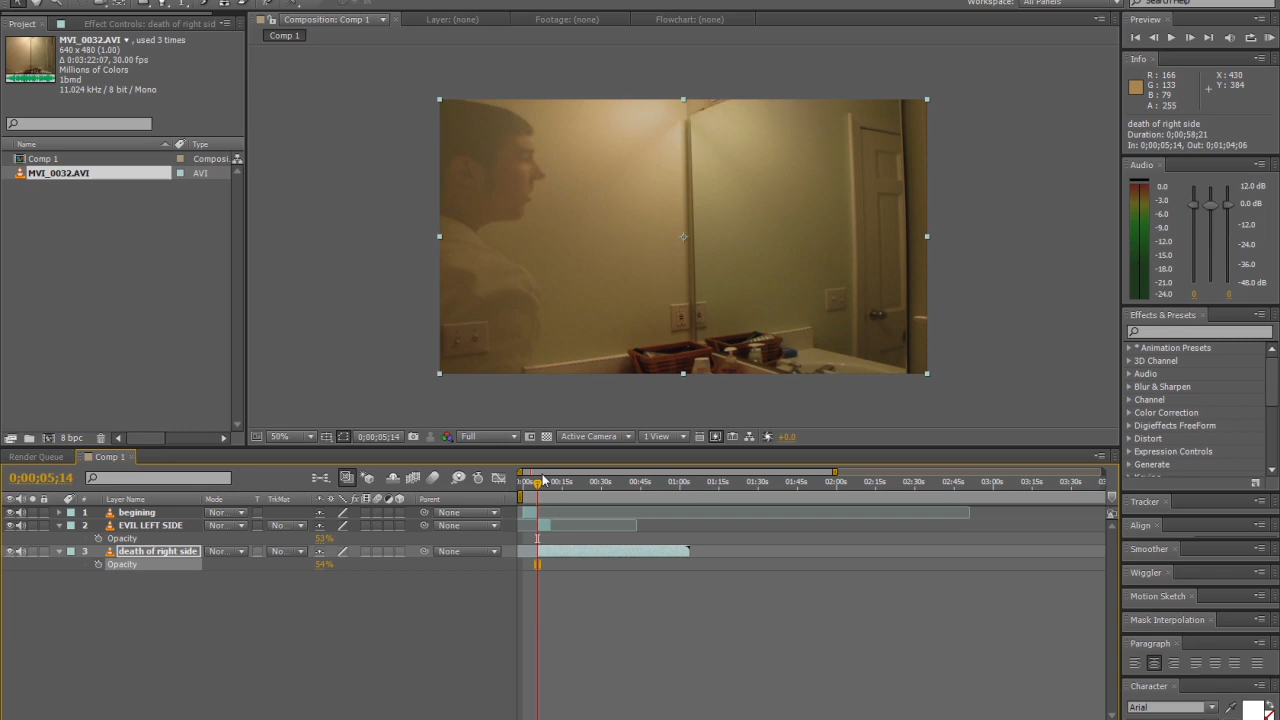 Workspace: All Panels
Search Help
Project
Effect Controls: death of right sid
Composition: Comp 1
Layer: (none)
Footage: (none)
Flowchart: (none)
Preview
MVI_0032.AVI , used 3 times
640 x 480 (1.00)
Δ 0:03:22:07, 30.00 fps
Millions of Colors
1bmd
11.024 kHz / 8 bit / Mono
Comp 1
Info
R : 166
G : 133
B : 79
A : 255
X : 430
Y : 384
death of right side
Duration: 0;00;58;21
In: 0;00;05;14, Out: 0;01;04;06
Name
Type
Comp 1
Composi
MVI_0032.AVI
AVI
Audio
0.0
-3.0
-6.0
-9.0
-12.0
-15.0
-18.0
-21.0
-24.0
12.0 dB
0.0 dB
-12.0
-24.0
-36.0
-48.0 dB
0
0
Effects & Presets
* Animation Presets
3D Channel
Audio
Blur & Sharpen
Channel
Color Correction
Digieffects FreeForm
Distort
Expression Controls
Generate
8 bpc
50%
0;00;05;14
Full
Active Camera
1 View
+0.0
Render Queue
Comp 1
0;00;05;14
0:00s
00:15s
00:30s
00:45s
01:00s
01:15s
01:30s
01:45s
02:00s
02:15s
02:30s
02:45s
03:00s
03:15s
03:30s
03
# Layer Name
Mode
T
TrkMat
Parent
1 begining
Nor...
None
2 EVIL LEFT SIDE
Nor...
No...
None
Opacity
53%
3 death of right side
Nor...
No...
None
Opacity
54%
Tracker
Align
Smoother
Wiggler
Motion Sketch
Mask Interpolation
Paragraph
Character
Arial